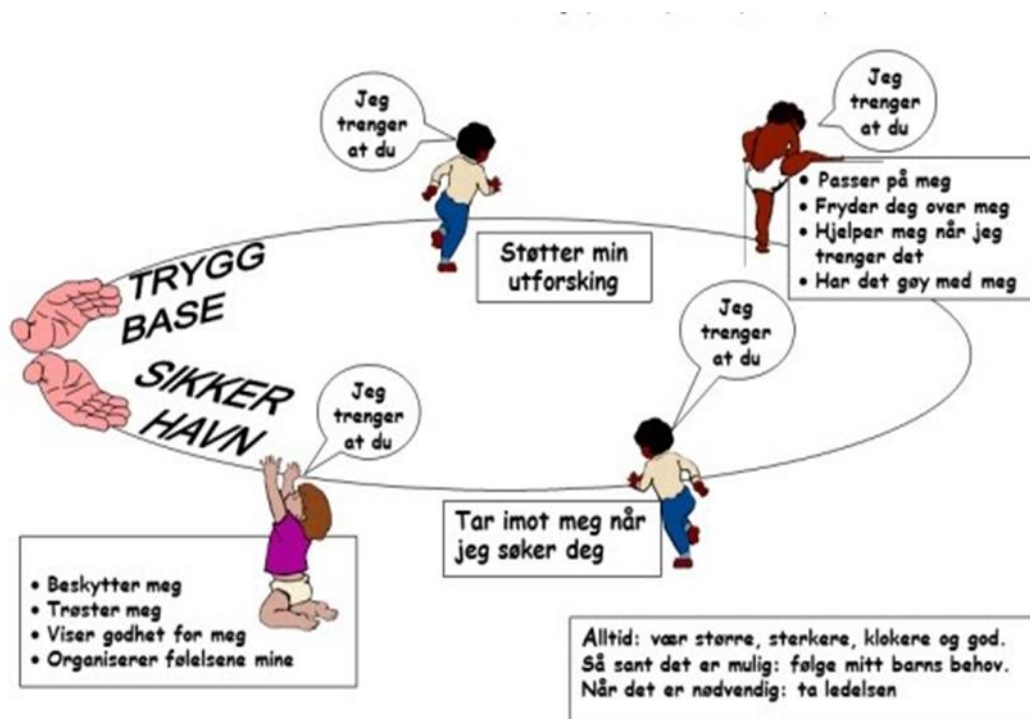 Jeg
trenger
at du
Jeg
trenger
at du
• Passer på meg
• Fryder deg over meg
• Hjelper meg når jeg
trenger det
• Har det gøy med meg
Støtter min
utforsking
TRYGG
BASE
SIKKER
HAVN
Jeg
trenger
at du
Jeg
trenger
at du
Tar imot meg når
jeg søker deg
• Beskytter meg
• Trøster meg
• Viser godhet for meg
• Organiserer følelsene mine
Alltid: vær større, sterkere, klokere og god.
Så sant det er mulig: følge mitt barns behov.
Når det er nødvendig: ta ledelsen